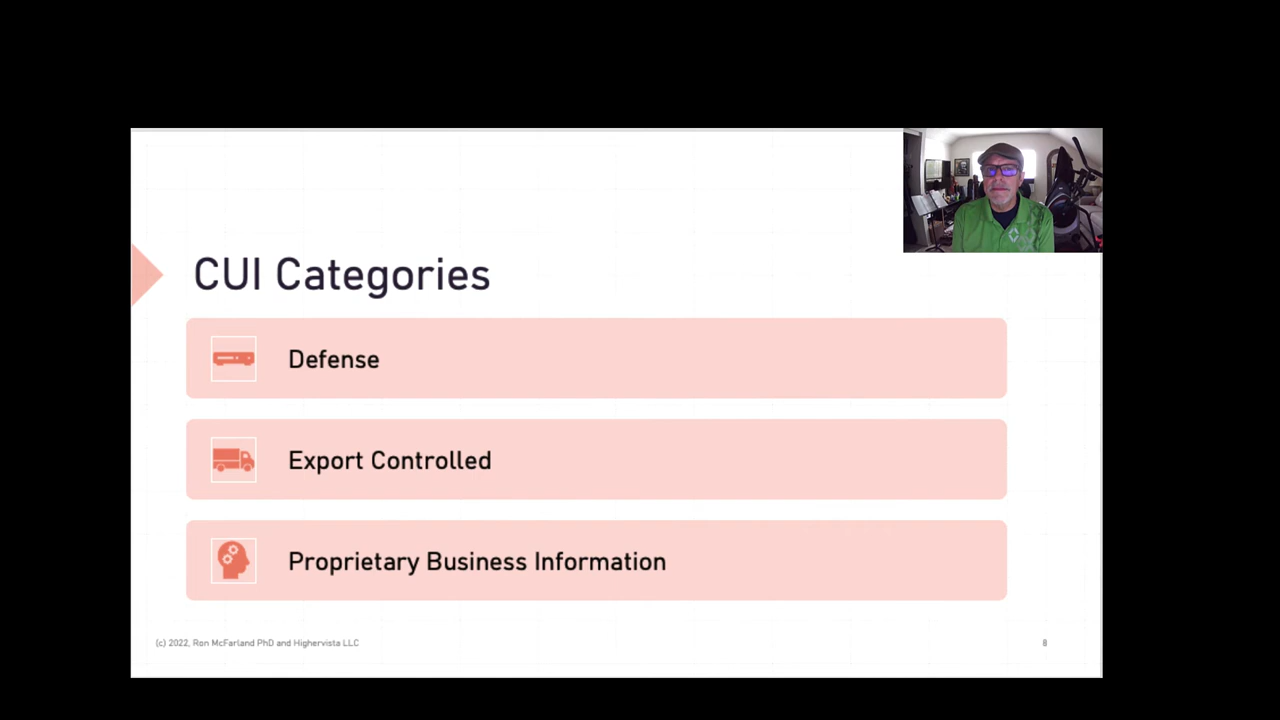 CUI Categories
Defense
Export Controlled
Proprietary Business Information
(c) 2022, Ron McFarland PhD and Highervista LLC
8